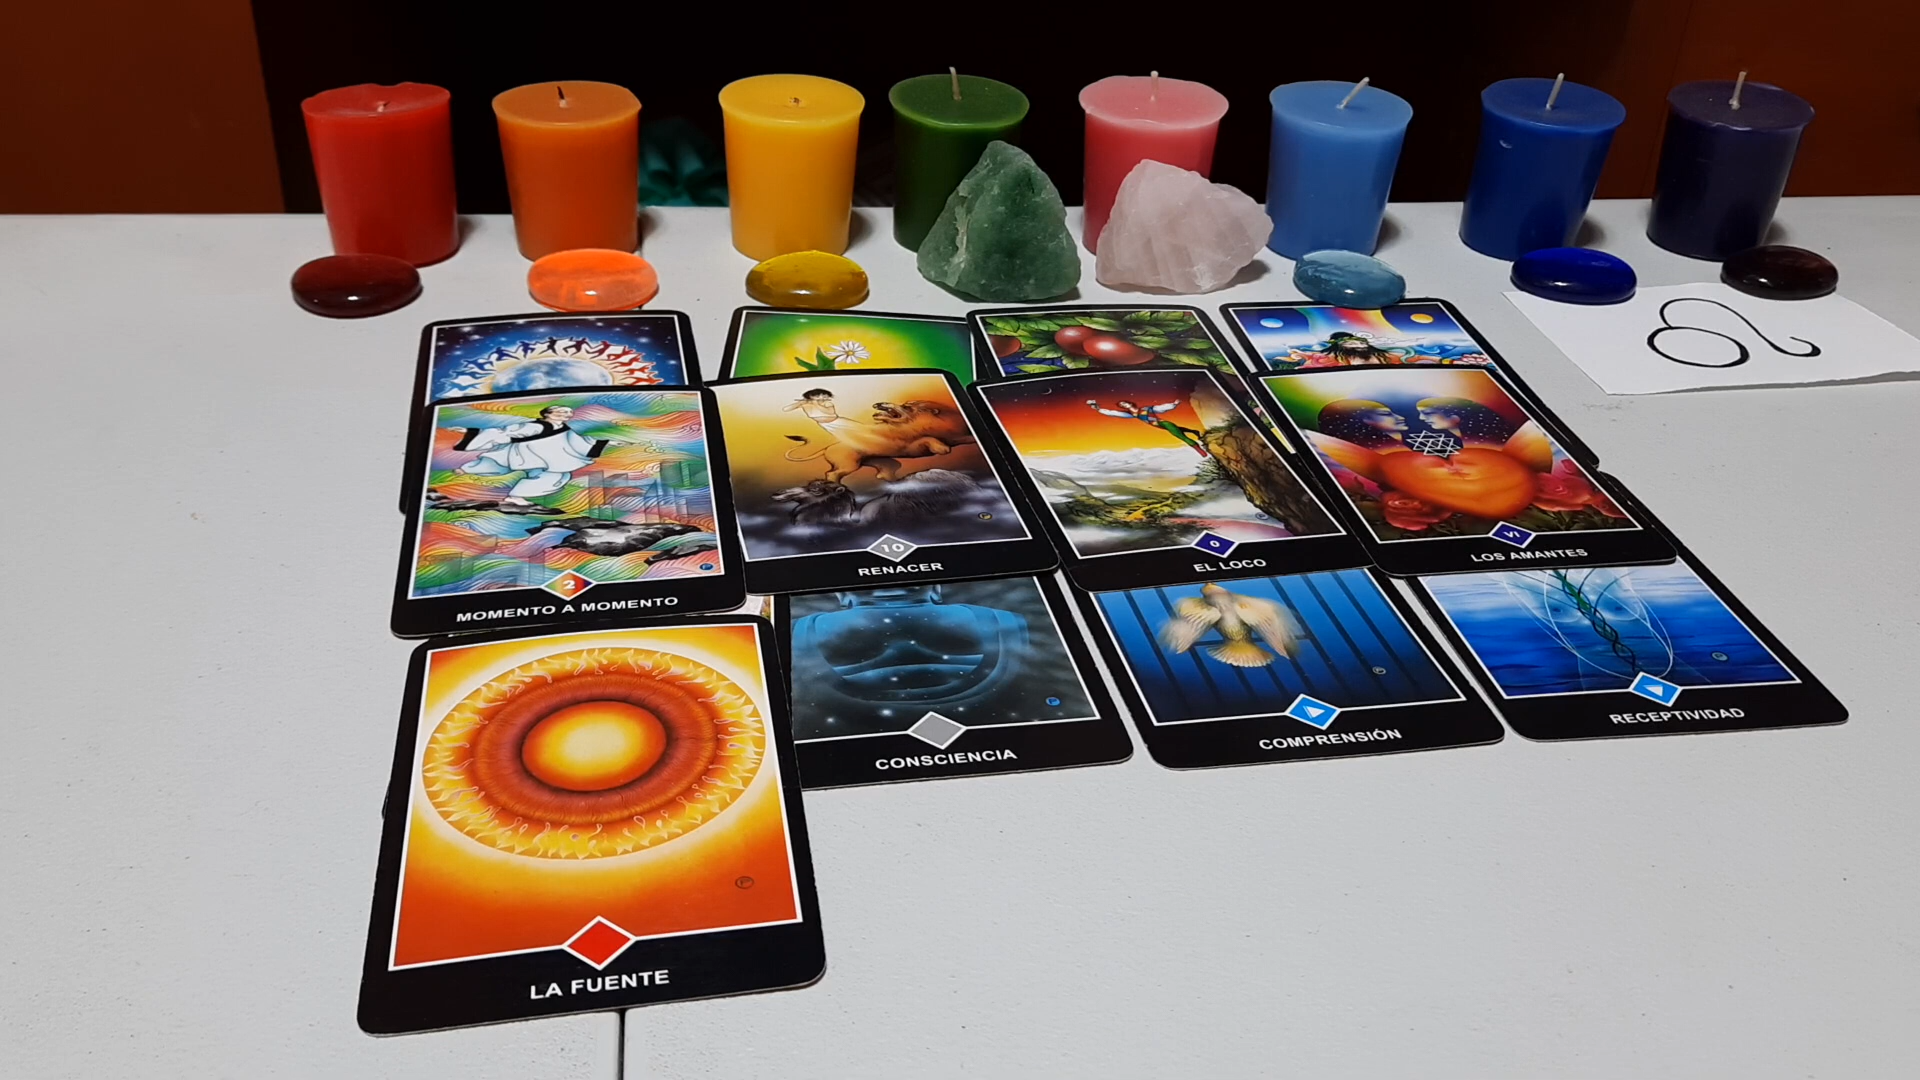 2
MOMENTO A MOMENTO
10
RENACER
0
EL LOCO
VI
LOS AMANTES
CONSCIENCIA
COMPRENSIÓN
RECEPTIVIDAD
LA FUENTE